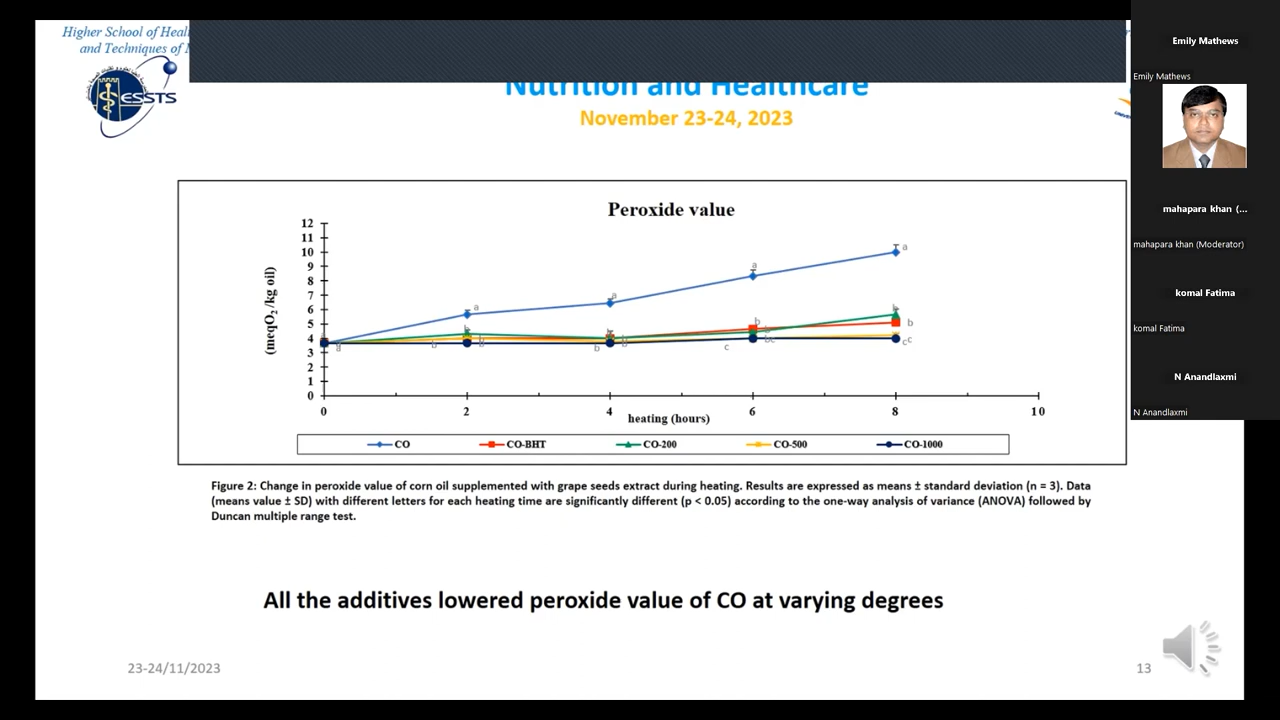 Higher School of Heal
and Techniques of
ESSTS
Nutrition and Healthcare
November 23-24, 2023
Peroxide value
(meqO2/kg oil)
12
11
10
9
8
7
6
5
4
3
2
1
0
a
a
a
a
a
b
b
b
b
b
b
b
b
c
bc
b
b
cc
0 2 4 6 8 10
heating (hours)
CO CO-BHT CO-200 CO-500 CO-1000
Figure 2: Change in peroxide value of corn oil supplemented with grape seeds extract during heating. Results are expressed as means ± standard deviation (n = 3). Data
(means value ± SD) with different letters for each heating time are significantly different (p < 0.05) according to the one-way analysis of variance (ANOVA) followed by
Duncan multiple range test.
All the additives lowered peroxide value of CO at varying degrees
23-24/11/2023
13
Emily Mathews
Emily Mathews
mahapara khan (...
mahapara khan (Moderator)
komal Fatima
komal Fatima
N Anandlaxmi
N Anandlaxmi